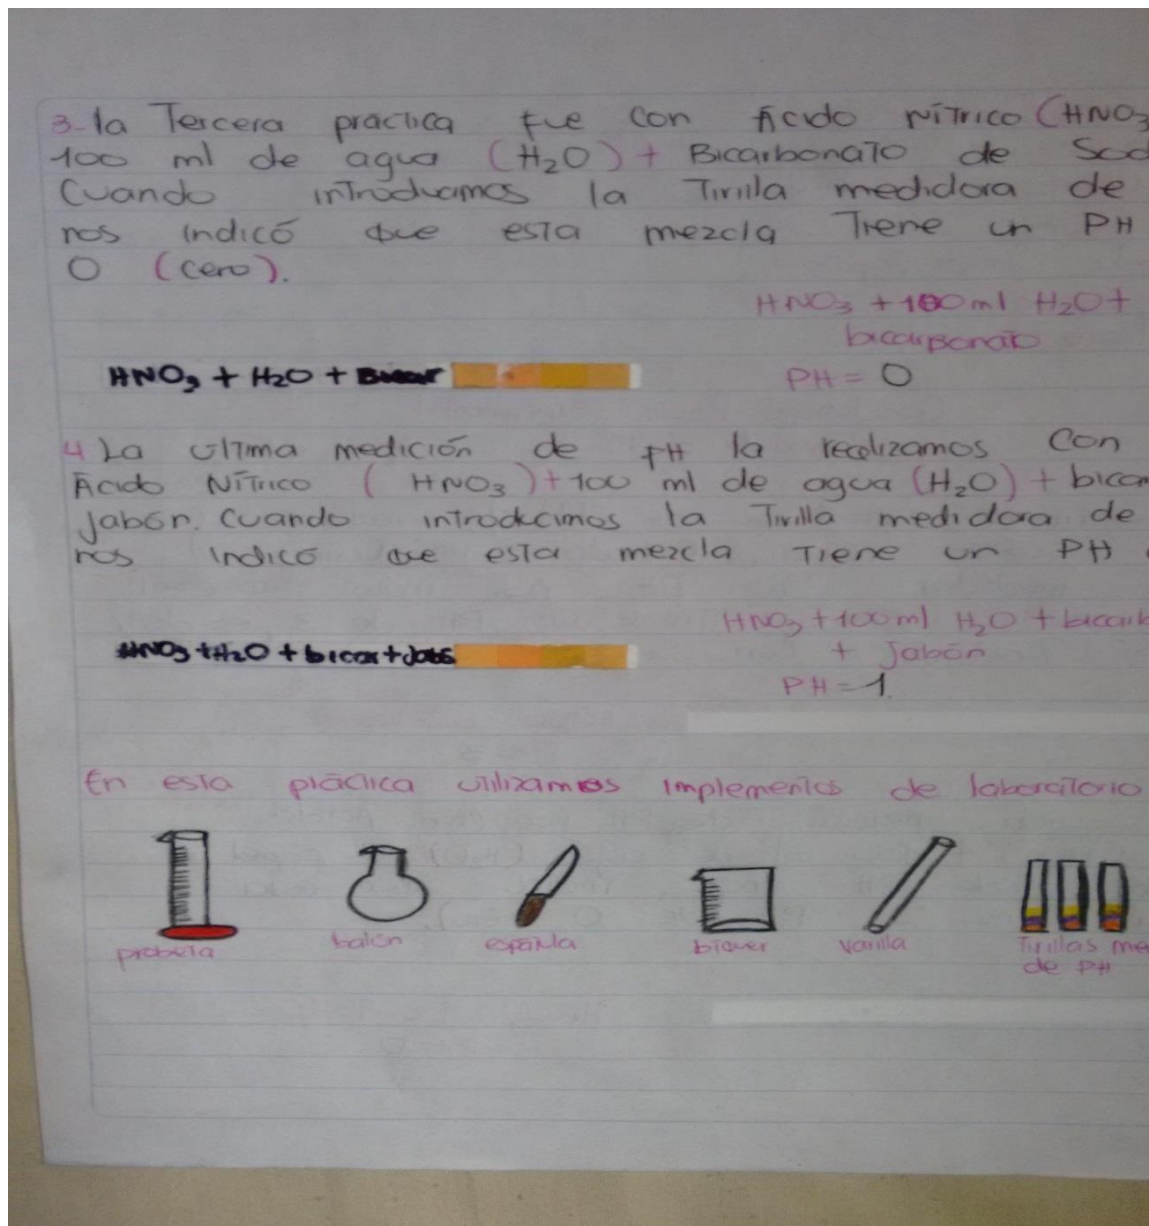 3- la Tercera practica fue con Ácido NíTrico (HNO3
100 ml de agua (H2O) + BicarbonaTo de Sod
Cuando inTroducimos la Tirilla medidora de
nos indicó que esTa mezcla Tiene un PH
0 (cero).
HNO3 + 100 ml H2O +
bicarbonaTo
HNO3 + H2O + Bicar
PH = 0
4 La ulTima medición de PH la realizamos Con
Ácido NíTrico (HNO3) + 100 ml de agua (H2O) + bicar
Jabón. Cuando introducimos la Tirilla medidora de
nos Indicó que esTa mezcla Tiene un PH
HNO3 + 100 ml H2O + bicarb
HNO3 + H2O + bicar + Jabó
+ Jabón
PH = 1.
En esTa prácTica uTilizamos ImplemenTos de laboraTorio
probeTa balón espáTula bIquer varilla Tirillas me
de PH